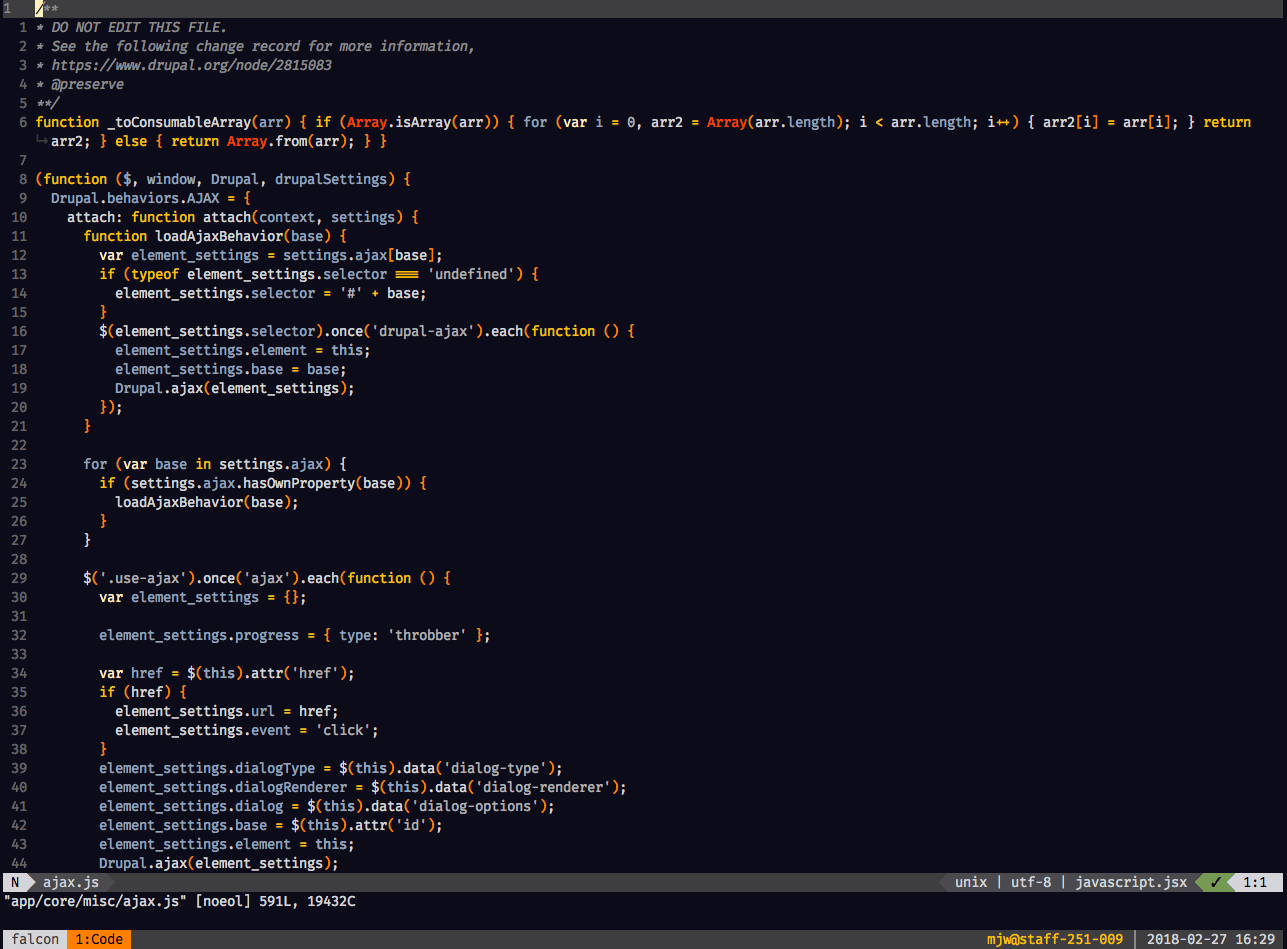 1   /**
  1 * DO NOT EDIT THIS FILE.
  2 * See the following change record for more information,
  3 * https://www.drupal.org/node/2815083
  4 * @preserve
  5 **/
  6 function _toConsumableArray(arr) { if (Array.isArray(arr)) { for (var i = 0, arr2 = Array(arr.length); i < arr.length; i++) { arr2[i] = arr[i]; } return
    ↪ arr2; } else { return Array.from(arr); } }
  7
  8 (function ($, window, Drupal, drupalSettings) {
  9   Drupal.behaviors.AJAX = {
 10     attach: function attach(context, settings) {
 11       function loadAjaxBehavior(base) {
 12         var element_settings = settings.ajax[base];
 13         if (typeof element_settings.selector === 'undefined') {
 14           element_settings.selector = '#' + base;
 15         }
 16         $(element_settings.selector).once('drupal-ajax').each(function () {
 17           element_settings.element = this;
 18           element_settings.base = base;
 19           Drupal.ajax(element_settings);
 20         });
 21       }
 22
 23       for (var base in settings.ajax) {
 24         if (settings.ajax.hasOwnProperty(base)) {
 25           loadAjaxBehavior(base);
 26         }
 27       }
 28
 29       $('.use-ajax').once('ajax').each(function () {
 30         var element_settings = {};
 31
 32         element_settings.progress = { type: 'throbber' };
 33
 34         var href = $(this).attr('href');
 35         if (href) {
 36           element_settings.url = href;
 37           element_settings.event = 'click';
 38         }
 39         element_settings.dialogType = $(this).data('dialog-type');
 40         element_settings.dialogRenderer = $(this).data('dialog-renderer');
 41         element_settings.dialog = $(this).data('dialog-options');
 42         element_settings.base = $(this).attr('id');
 43         element_settings.element = this;
 44         Drupal.ajax(element_settings);
N ajax.js unix | utf-8 | javascript.jsx ✓ 1:1
"app/core/misc/ajax.js" [noeol] 591L, 19432C
falcon 1:Code mjw@staff-251-009 | 2018-02-27 16:29